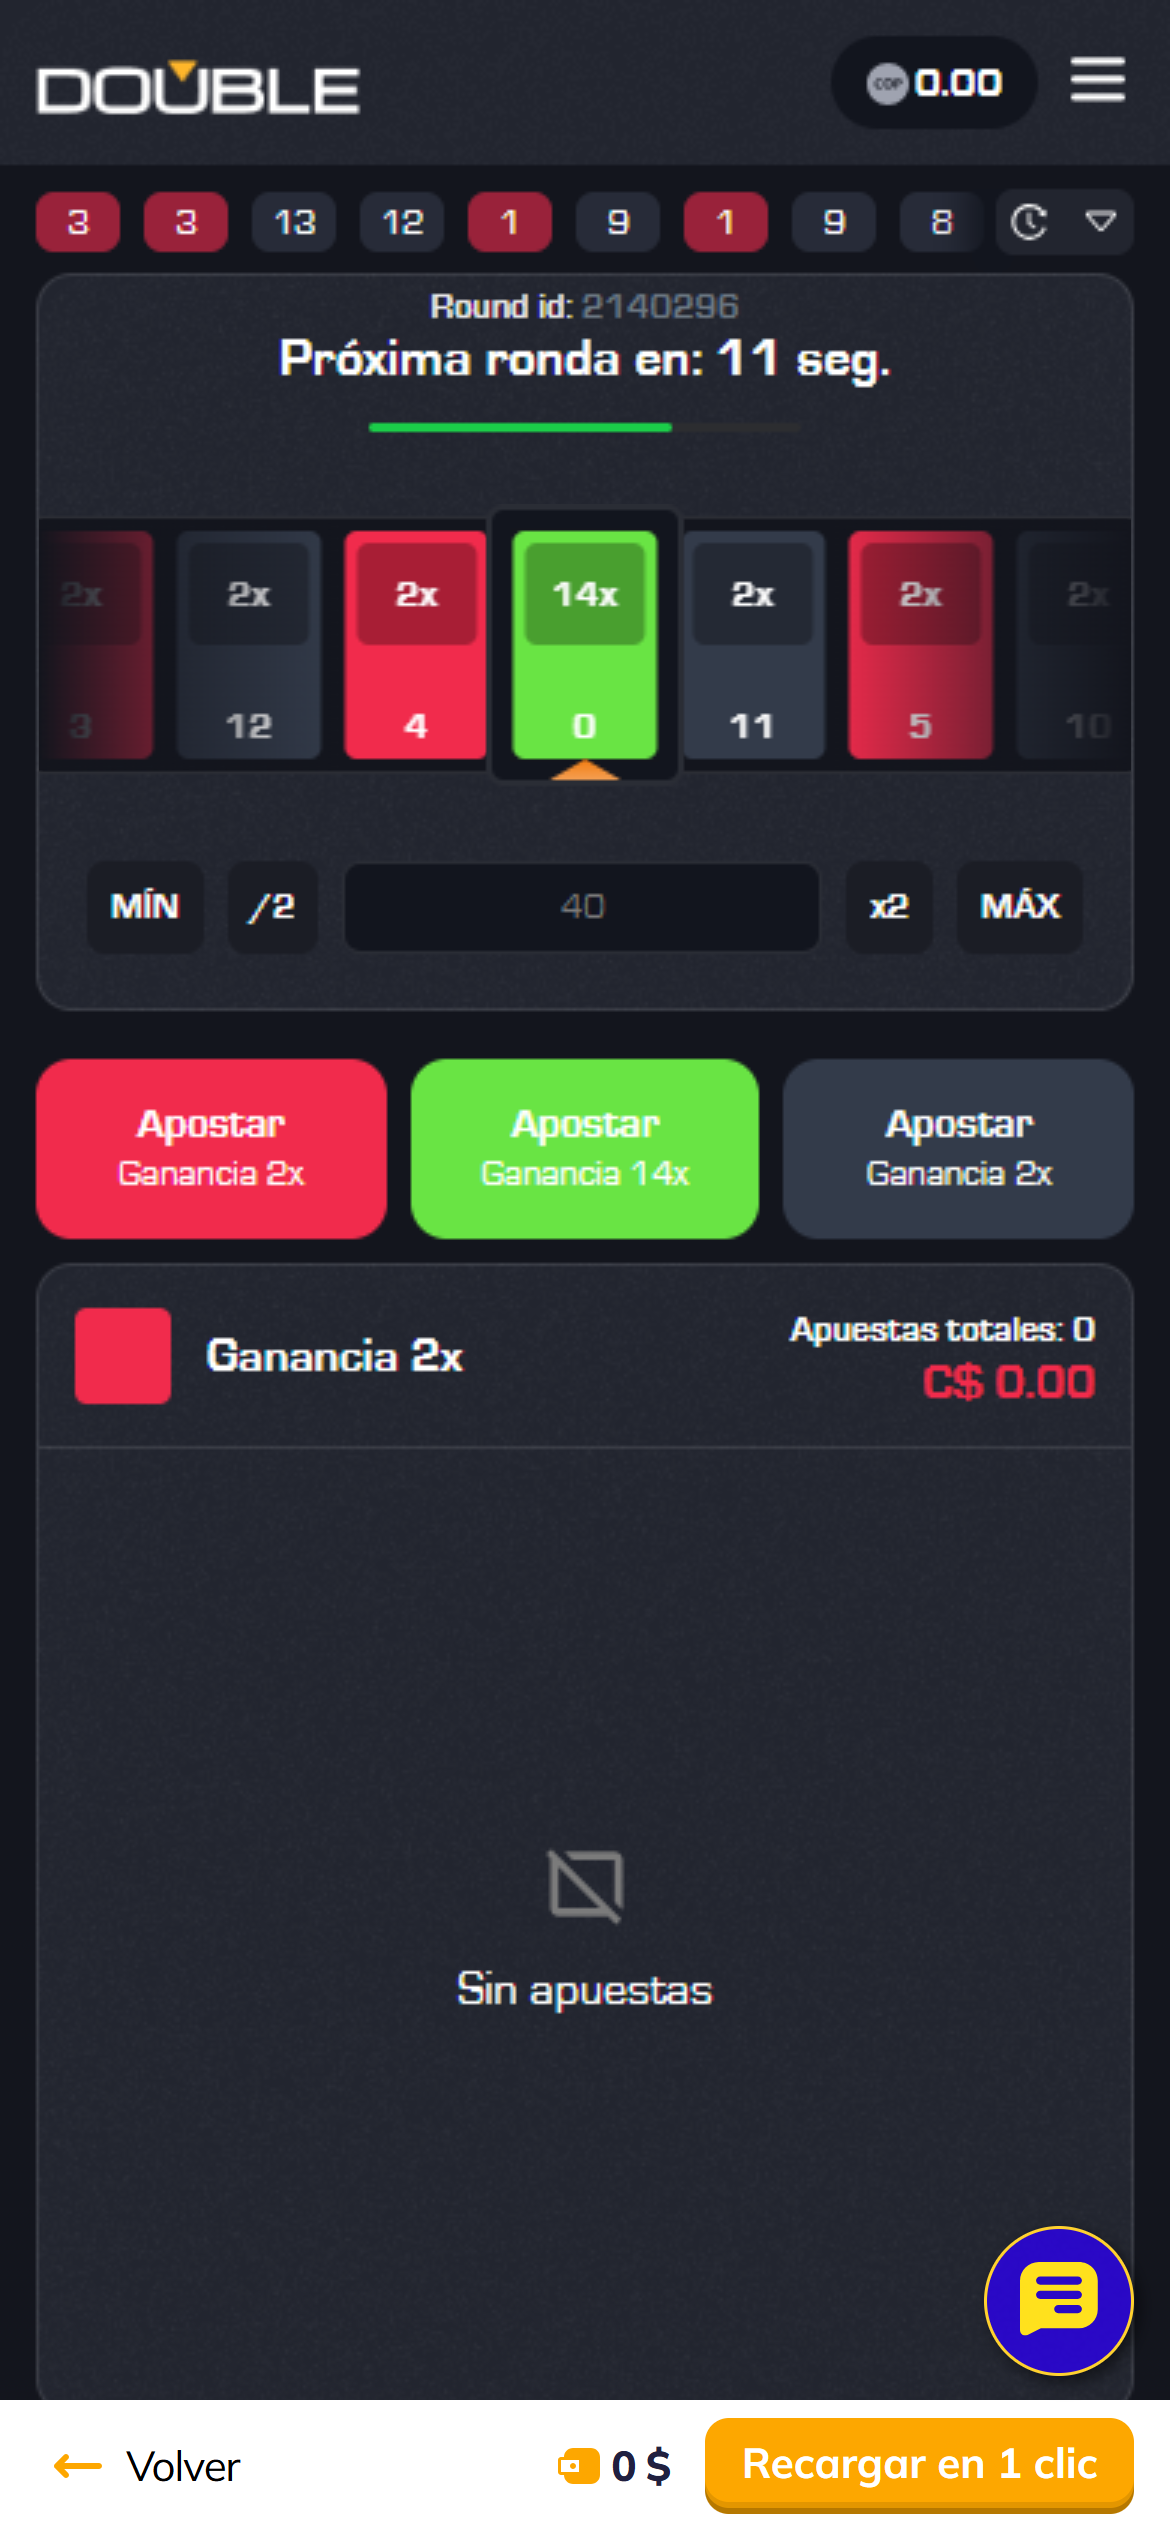 DOUBLE
COP 0.00
3 3 13 12 1 9 1 9 8
Round id: 2140296
Próxima ronda en: 11 seg.
2x 2x 2x 14x 2x 2x 2x
3 12 4 0 11 5 10
MÍN /2 40 x2 MÁX
Apostar Apostar Apostar
Ganancia 2x Ganancia 14x Ganancia 2x
Ganancia 2x
Apuestas totales: 0
C$ 0.00
Sin apuestas
Volver 0 $ Recargar en 1 clic